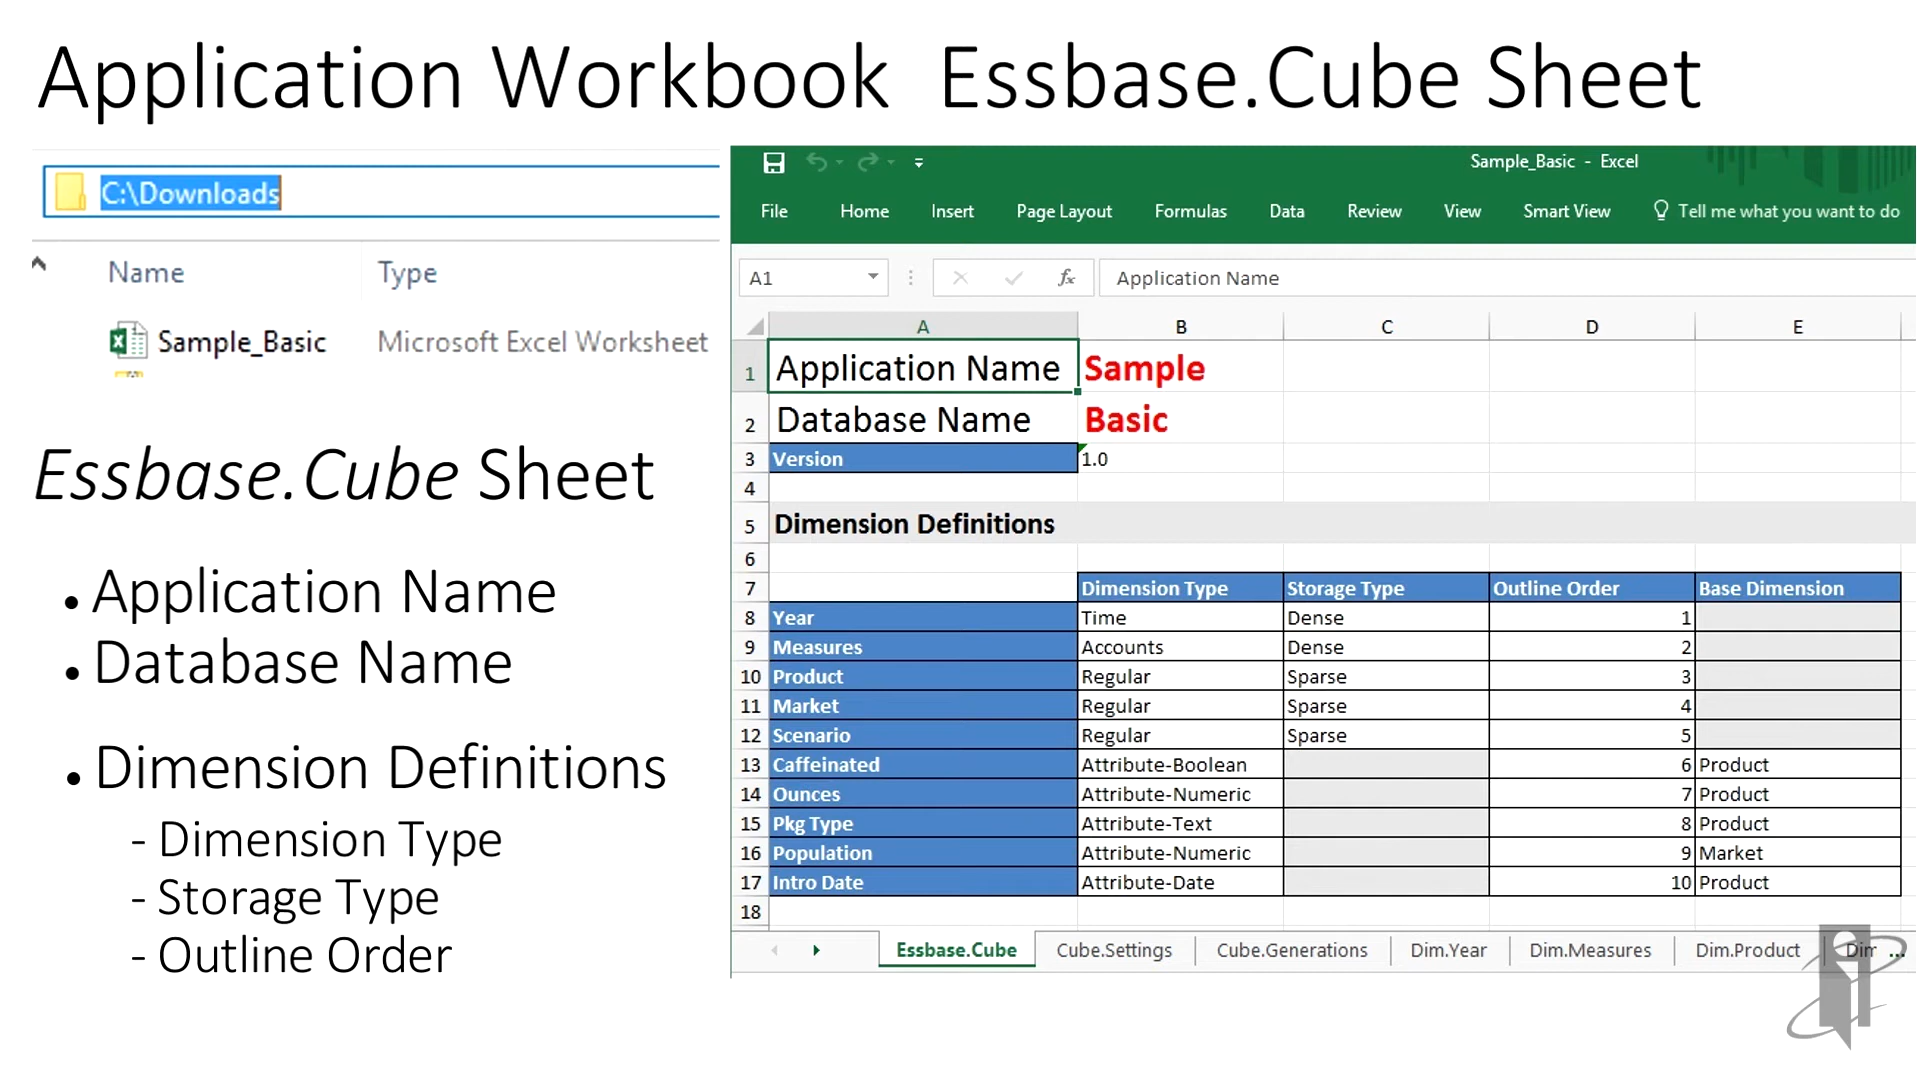 Application Workbook  Essbase.Cube Sheet
C:\Downloads
Name Type
Sample_Basic Microsoft Excel Worksheet
Essbase.Cube Sheet
• Application Name
• Database Name
• Dimension Definitions
- Dimension Type
- Storage Type
- Outline Order
Sample_Basic - Excel
File Home Insert Page Layout Formulas Data Review View Smart View Tell me what you want to do
A1 fx Application Name
A B C D E
1 Application Name Sample
2 Database Name Basic
3 Version 1.0
4
5 Dimension Definitions
6
7 Dimension Type Storage Type Outline Order Base Dimension
8 Year Time Dense 1
9 Measures Accounts Dense 2
10 Product Regular Sparse 3
11 Market Regular Sparse 4
12 Scenario Regular Sparse 5
13 Caffeinated Attribute-Boolean 6 Product
14 Ounces Attribute-Numeric 7 Product
15 Pkg Type Attribute-Text 8 Product
16 Population Attribute-Numeric 9 Market
17 Intro Date Attribute-Date 10 Product
18
Essbase.Cube Cube.Settings Cube.Generations Dim.Year Dim.Measures Dim.Product Dim ...